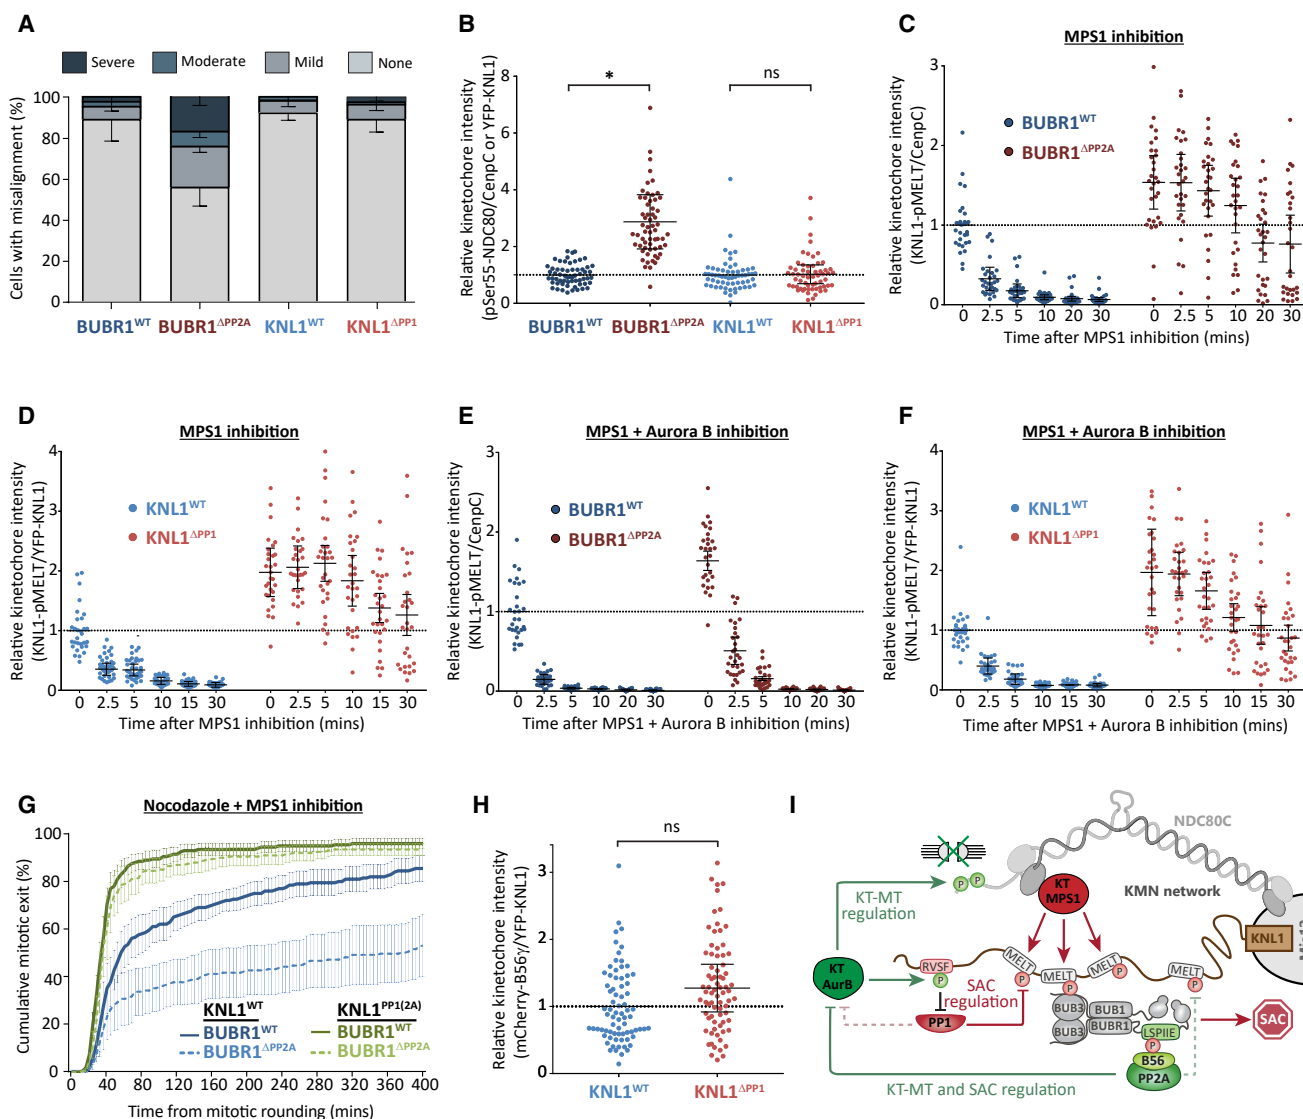 A
Severe
Moderate
Mild
None
Cells with misalignment (%)
100
80
60
40
20
0
BUBR1WT
BUBR1ΔPP2A
KNL1WT
KNL1ΔPP1
B
Relative kinetochore intensity
(pSer55-NDC80/CenpC or YFP-KNL1)
8
6
4
2
0
*
ns
BUBR1WT
BUBR1ΔPP2A
KNL1WT
KNL1ΔPP1
C
MPS1 inhibition
Relative kinetochore intensity
(KNL1-pMELT/CenpC)
3
2
1
0
BUBR1WT
BUBR1ΔPP2A
0 2.5 5 10 20 30 0 2.5 5 10 20 30
Time after MPS1 inhibition (mins)
D
MPS1 inhibition
Relative kinetochore intensity
(KNL1-pMELT/YFP-KNL1)
4
3
2
1
0
KNL1WT
KNL1ΔPP1
0 2.5 5 10 15 30 0 2.5 5 10 15 30
Time after MPS1 inhibition (mins)
E
MPS1 + Aurora B inhibition
Relative kinetochore intensity
(KNL1-pMELT/CenpC)
3
2
1
0
BUBR1WT
BUBR1ΔPP2A
0 2.5 5 10 20 30 0 2.5 5 10 20 30
Time after MPS1 + Aurora B inhibition (mins)
F
MPS1 + Aurora B inhibition
Relative kinetochore intensity
(KNL1-pMELT/YFP-KNL1)
4
3
2
1
0
KNL1WT
KNL1ΔPP1
0 2.5 5 10 15 30 0 2.5 5 10 15 30
Time after MPS1 + Aurora B inhibition (mins)
G
Nocodazole + MPS1 inhibition
Cumulative mitotic exit (%)
100
80
60
40
20
0
KNL1WT
BUBR1WT
BUBR1ΔPP2A
KNL1PP1(2A)
BUBR1WT
BUBR1ΔPP2A
0 40 80 120 160 200 240 280 320 360 400
Time from mitotic rounding (mins)
H
Relative kinetochore intensity
(mCherry-B56γ/YFP-KNL1)
ns
3
2
1
0
KNL1WT
KNL1ΔPP1
I
NDC80C
P
P
KT-MT
regulation
KT
MPS1
KMN network
KNL1
KT
AurB
RVSF
P
SAC
regulation
PP1
MELT
P
MELT
P
MELT
P
MELT
P
BUB3
BUB3
BUB1
BUBR1
LSPIIE
P
B56
PP2A
SAC
KT-MT and SAC regulation